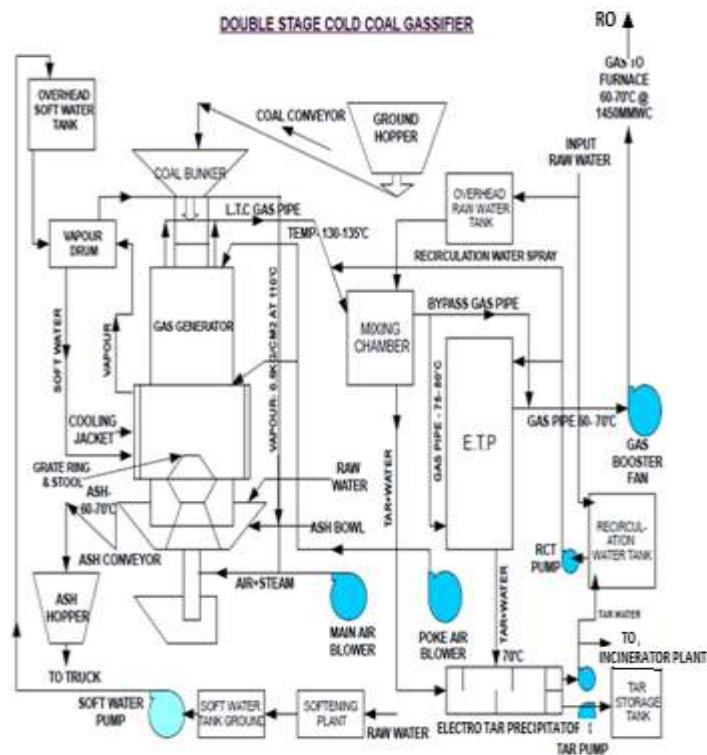 DOUBLE STAGE COLD COAL GASSIFIER
RO
GAS TO
FURNACE
60-70'C @
1450MMWC
OVERHEAD
SOFT WATER
TANK
COAL CONVEYOR
GROUND
HOPPER
INPUT
RAW WATER
COAL BUNKER
OVERHEAD
RAW WATER
TANK
L.T.C GAS PIPE
TEMP- 130-135'C
VAPOUR
DRUM
RECIRCULATION WATER SPRAY
BYPASS GAS PIPE
MIXING
CHAMBER
GAS GENERATOR
SOFT WATER
VAPOUR
VAPOUR- 0.5KG/CM2 AT 110'C
GAS PIPE - 75- 80°C
E.T.P
GAS PIPE 60- 70'C
GAS
BOOSTER
FAN
COOLING
JACKET
GRATE RING
& STOOL
ASH-
60-70'C
RAW
WATER
TAR+WATER
ASH BOWL
ASH CONVEYOR
RECIRCUL-
ATION
WATER TANK
RCT
PUMP
AIR+STEAM
ASH
HOPPER
MAIN AIR
BLOWER
POKE AIR
BLOWER
TAR+WATER
TAR WATER
TO
INCINERATOR PLANT
TO TRUCK
70'C
SOFT WATER
PUMP
SOFT WATER
TANK GROUND
SOFTENING
PLANT
RAW WATER
ELECTRO TAR PRECIPITATOR
TAR
STORAGE
TANK
TAR PUMP